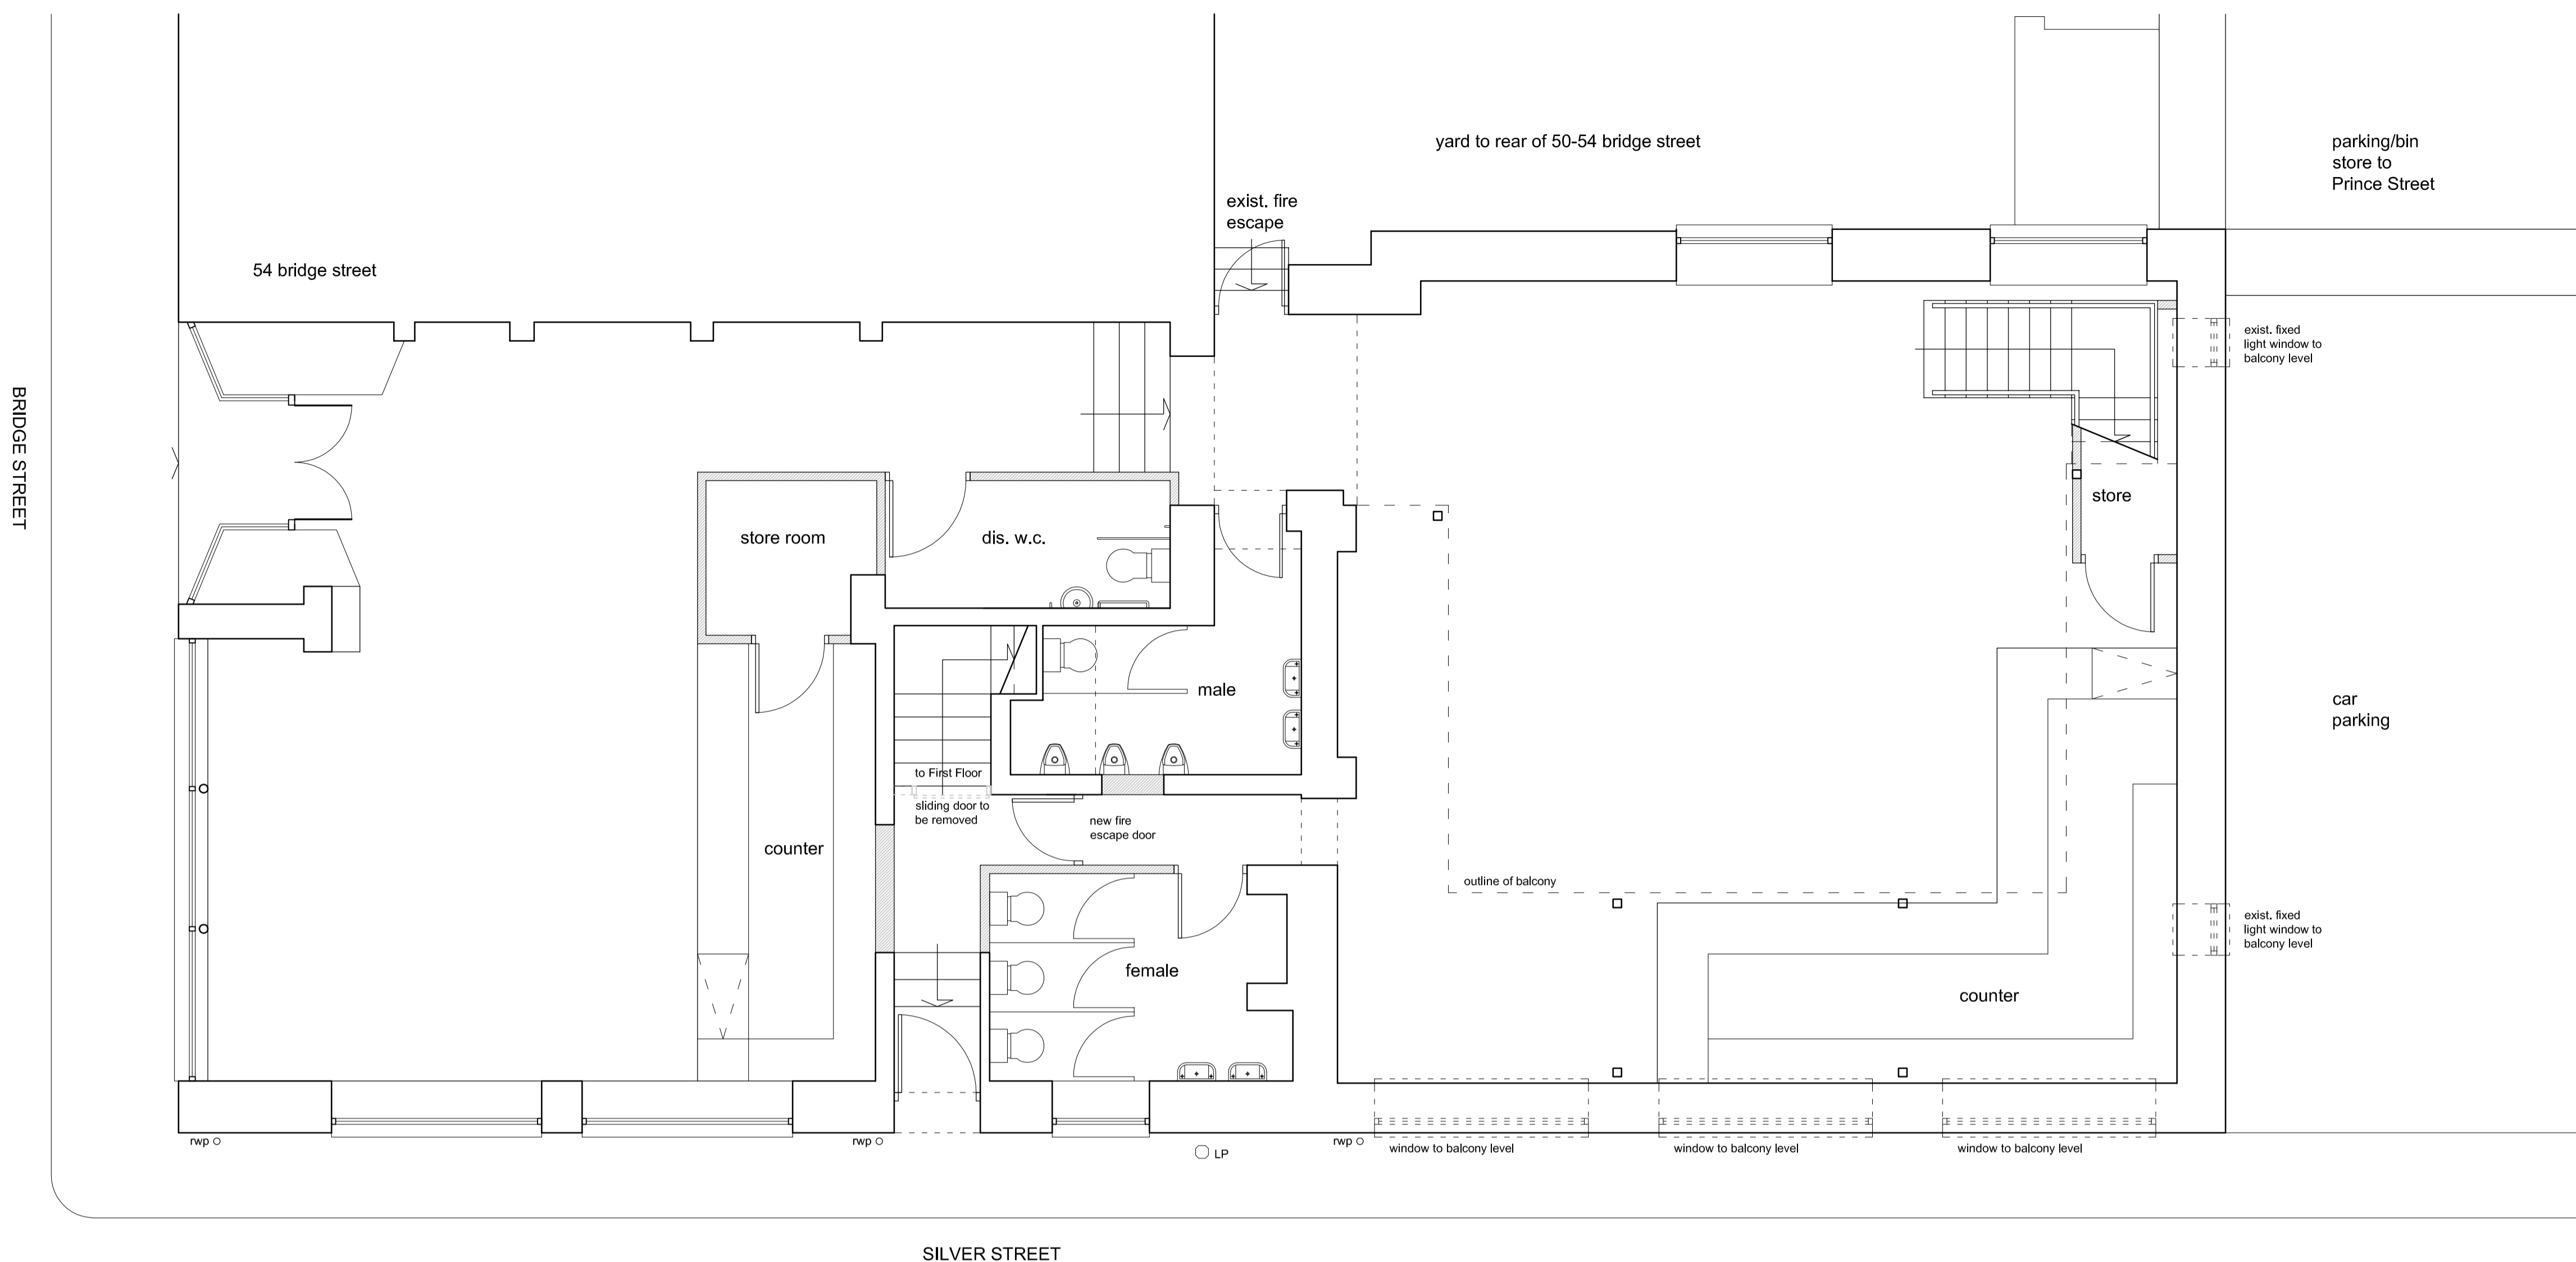 yard to rear of 50-54 bridge street
parking/bin
store to
Prince Street
exist. fire
escape
54 bridge street
exist. fixed
light window to
balcony level
BRIDGE STREET
store
store room
dis. w.c.
male
car
parking
to First Floor
sliding door to
be removed
new fire
escape door
counter
outline of balcony
exist. fixed
light window to
balcony level
female
counter
rwp
rwp
rwp
LP
window to balcony level
window to balcony level
window to balcony level
SILVER STREET